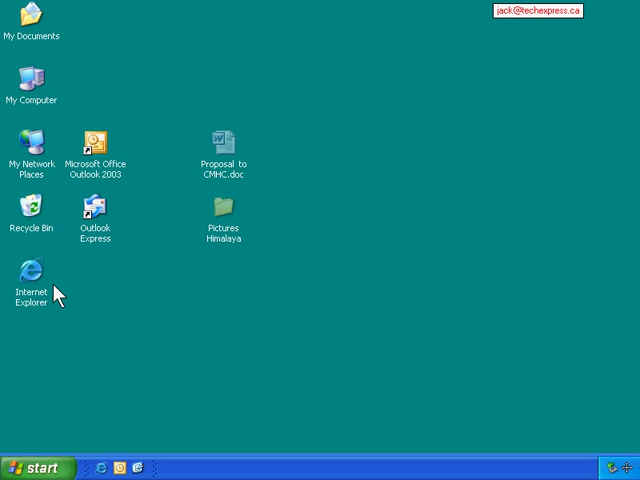 jack@techexpress.ca
My Documents
My Computer
My Network
Places
Microsoft Office
Outlook 2003
Proposal to
CMHC.doc
Recycle Bin
Outlook
Express
Pictures
Himalaya
Internet
Explorer
start